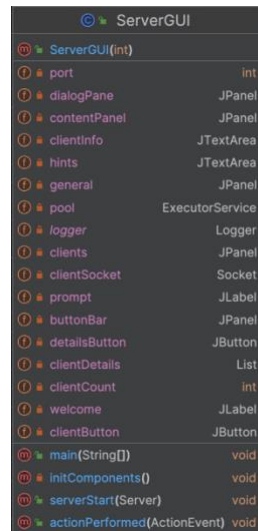 ServerGUI
ServerGUI(int)
port int
dialogPane JPanel
contentPanel JPanel
clientInfo JTextArea
hints JTextArea
general JPanel
pool ExecutorService
logger Logger
clients JPanel
clientSocket Socket
prompt JLabel
buttonBar JPanel
detailsButton JButton
clientDetails List
clientCount int
welcome JLabel
clientButton JButton
main(String[]) void
initComponents() void
serverStart(Server) void
actionPerformed(ActionEvent) void